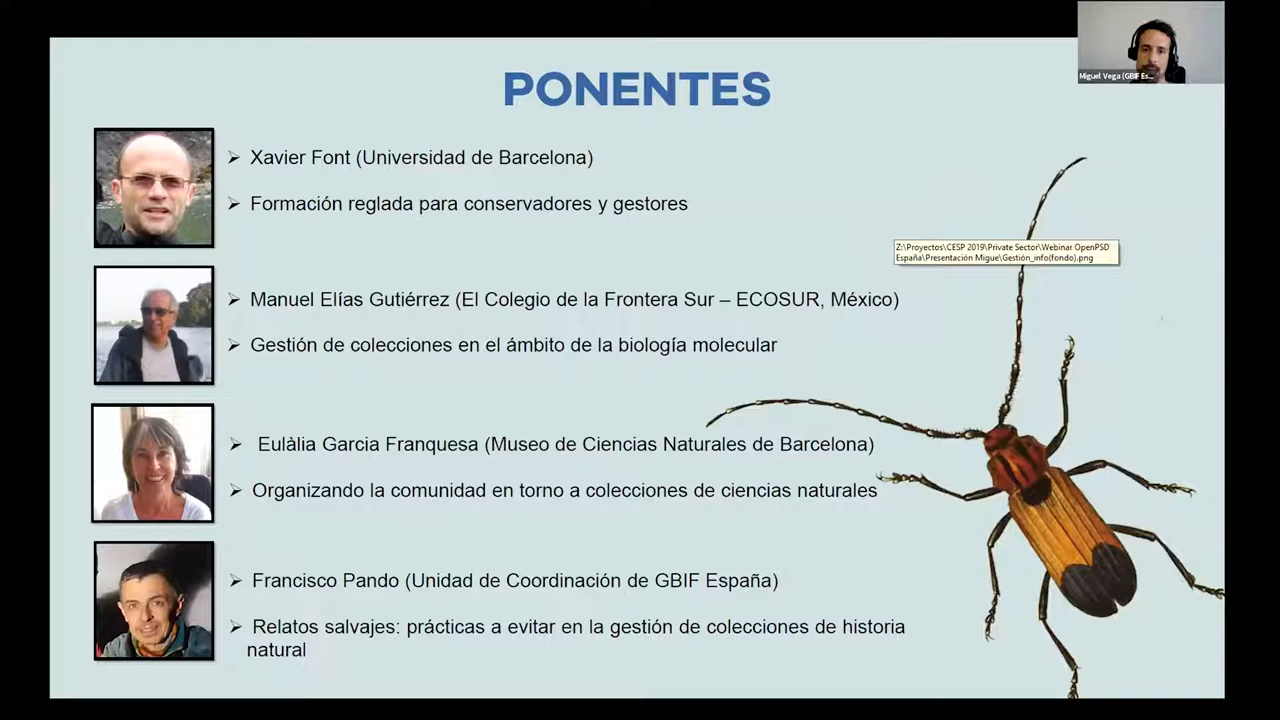 PONENTES
Miguel Vega (GBIF Es...
➢ Xavier Font (Universidad de Barcelona)
➢ Formación reglada para conservadores y gestores
Z:\Proyectos\CESP 2019\Private Sector\Webinar OpenPSD
España\Presentación Migue\Gestión_info(fondo).png
➢ Manuel Elías Gutiérrez (El Colegio de la Frontera Sur – ECOSUR, México)
➢ Gestión de colecciones en el ámbito de la biología molecular
➢ Eulàlia Garcia Franquesa (Museo de Ciencias Naturales de Barcelona)
➢ Organizando la comunidad en torno a colecciones de ciencias naturales
➢ Francisco Pando (Unidad de Coordinación de GBIF España)
➢ Relatos salvajes: prácticas a evitar en la gestión de colecciones de historia
natural